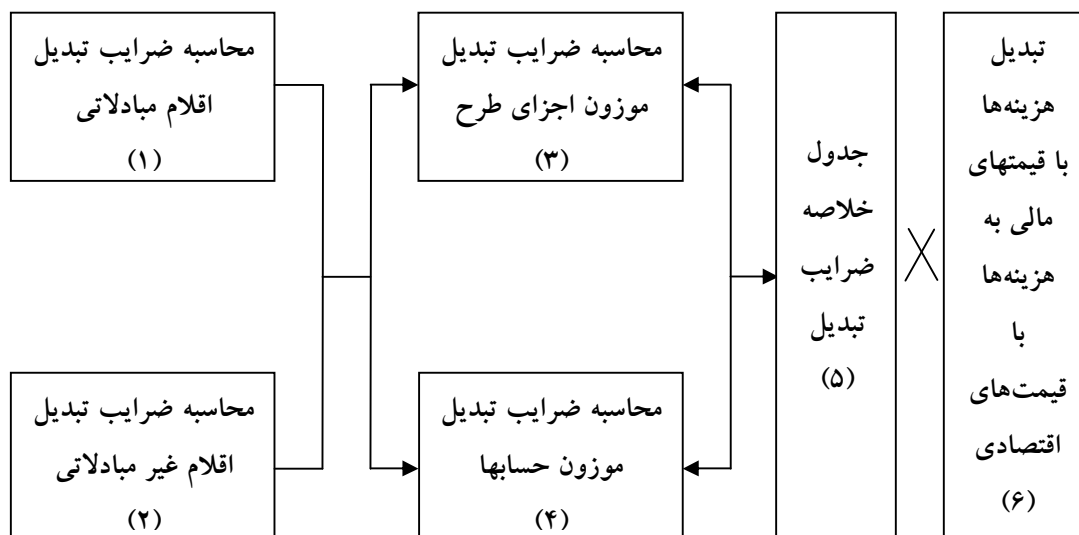 محاسبه ضرایب تبدیل
اقلام مبادلاتی
(۱)
محاسبه ضرایب تبدیل
اقلام غیر مبادلاتی
(۲)
محاسبه ضرایب تبدیل
موزون اجزای طرح
(۳)
محاسبه ضرایب تبدیل
موزون حسابها
(۴)
جدول
خلاصه
ضرایب
تبدیل
(۵)
تبدیل
هزینه‌ها
با قیمتهای
مالی به
هزینه‌ها
با
قیمت‌های
اقتصادی
(۶)